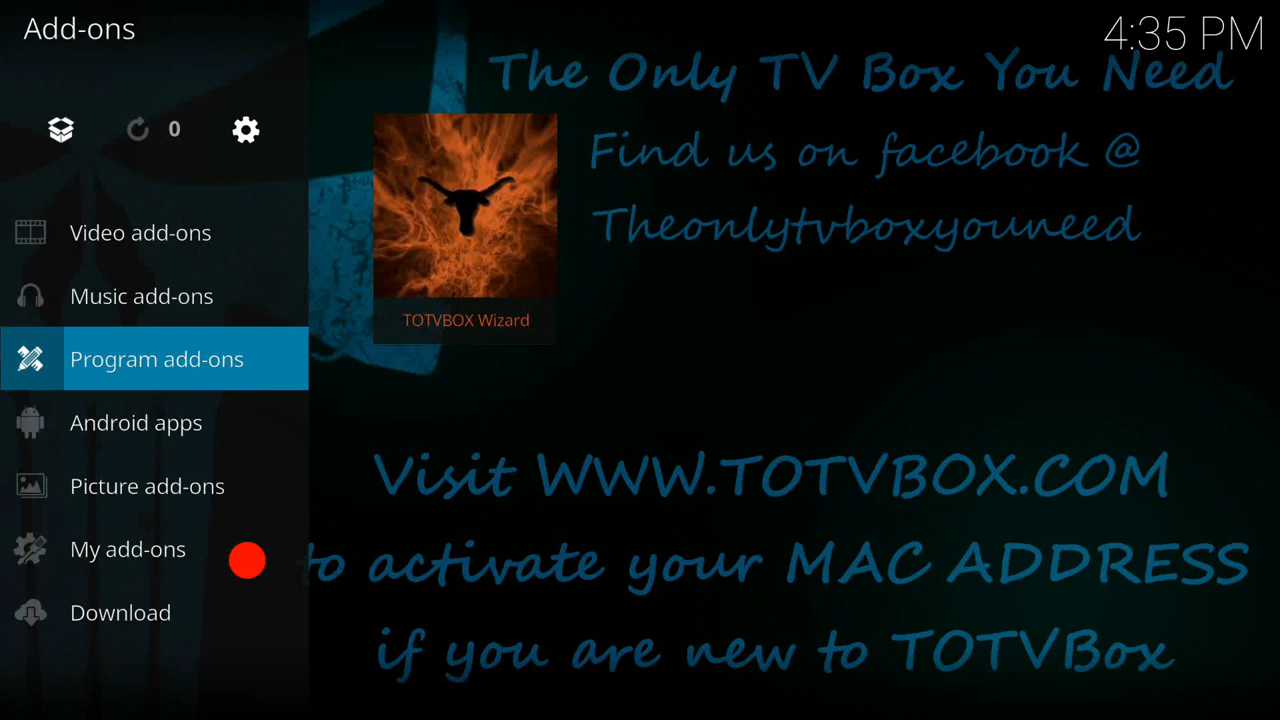 Add-ons
4:35 PM
0
Video add-ons
Music add-ons
Program add-ons
Android apps
Picture add-ons
My add-ons
Download
TOTVBOX Wizard
The Only TV Box You Need
Find us on facebook @
Theonlytvboxyouneed
Visit WWW.TOTVBOX.COM
to activate your MAC ADDRESS
if you are new to TOTVBox